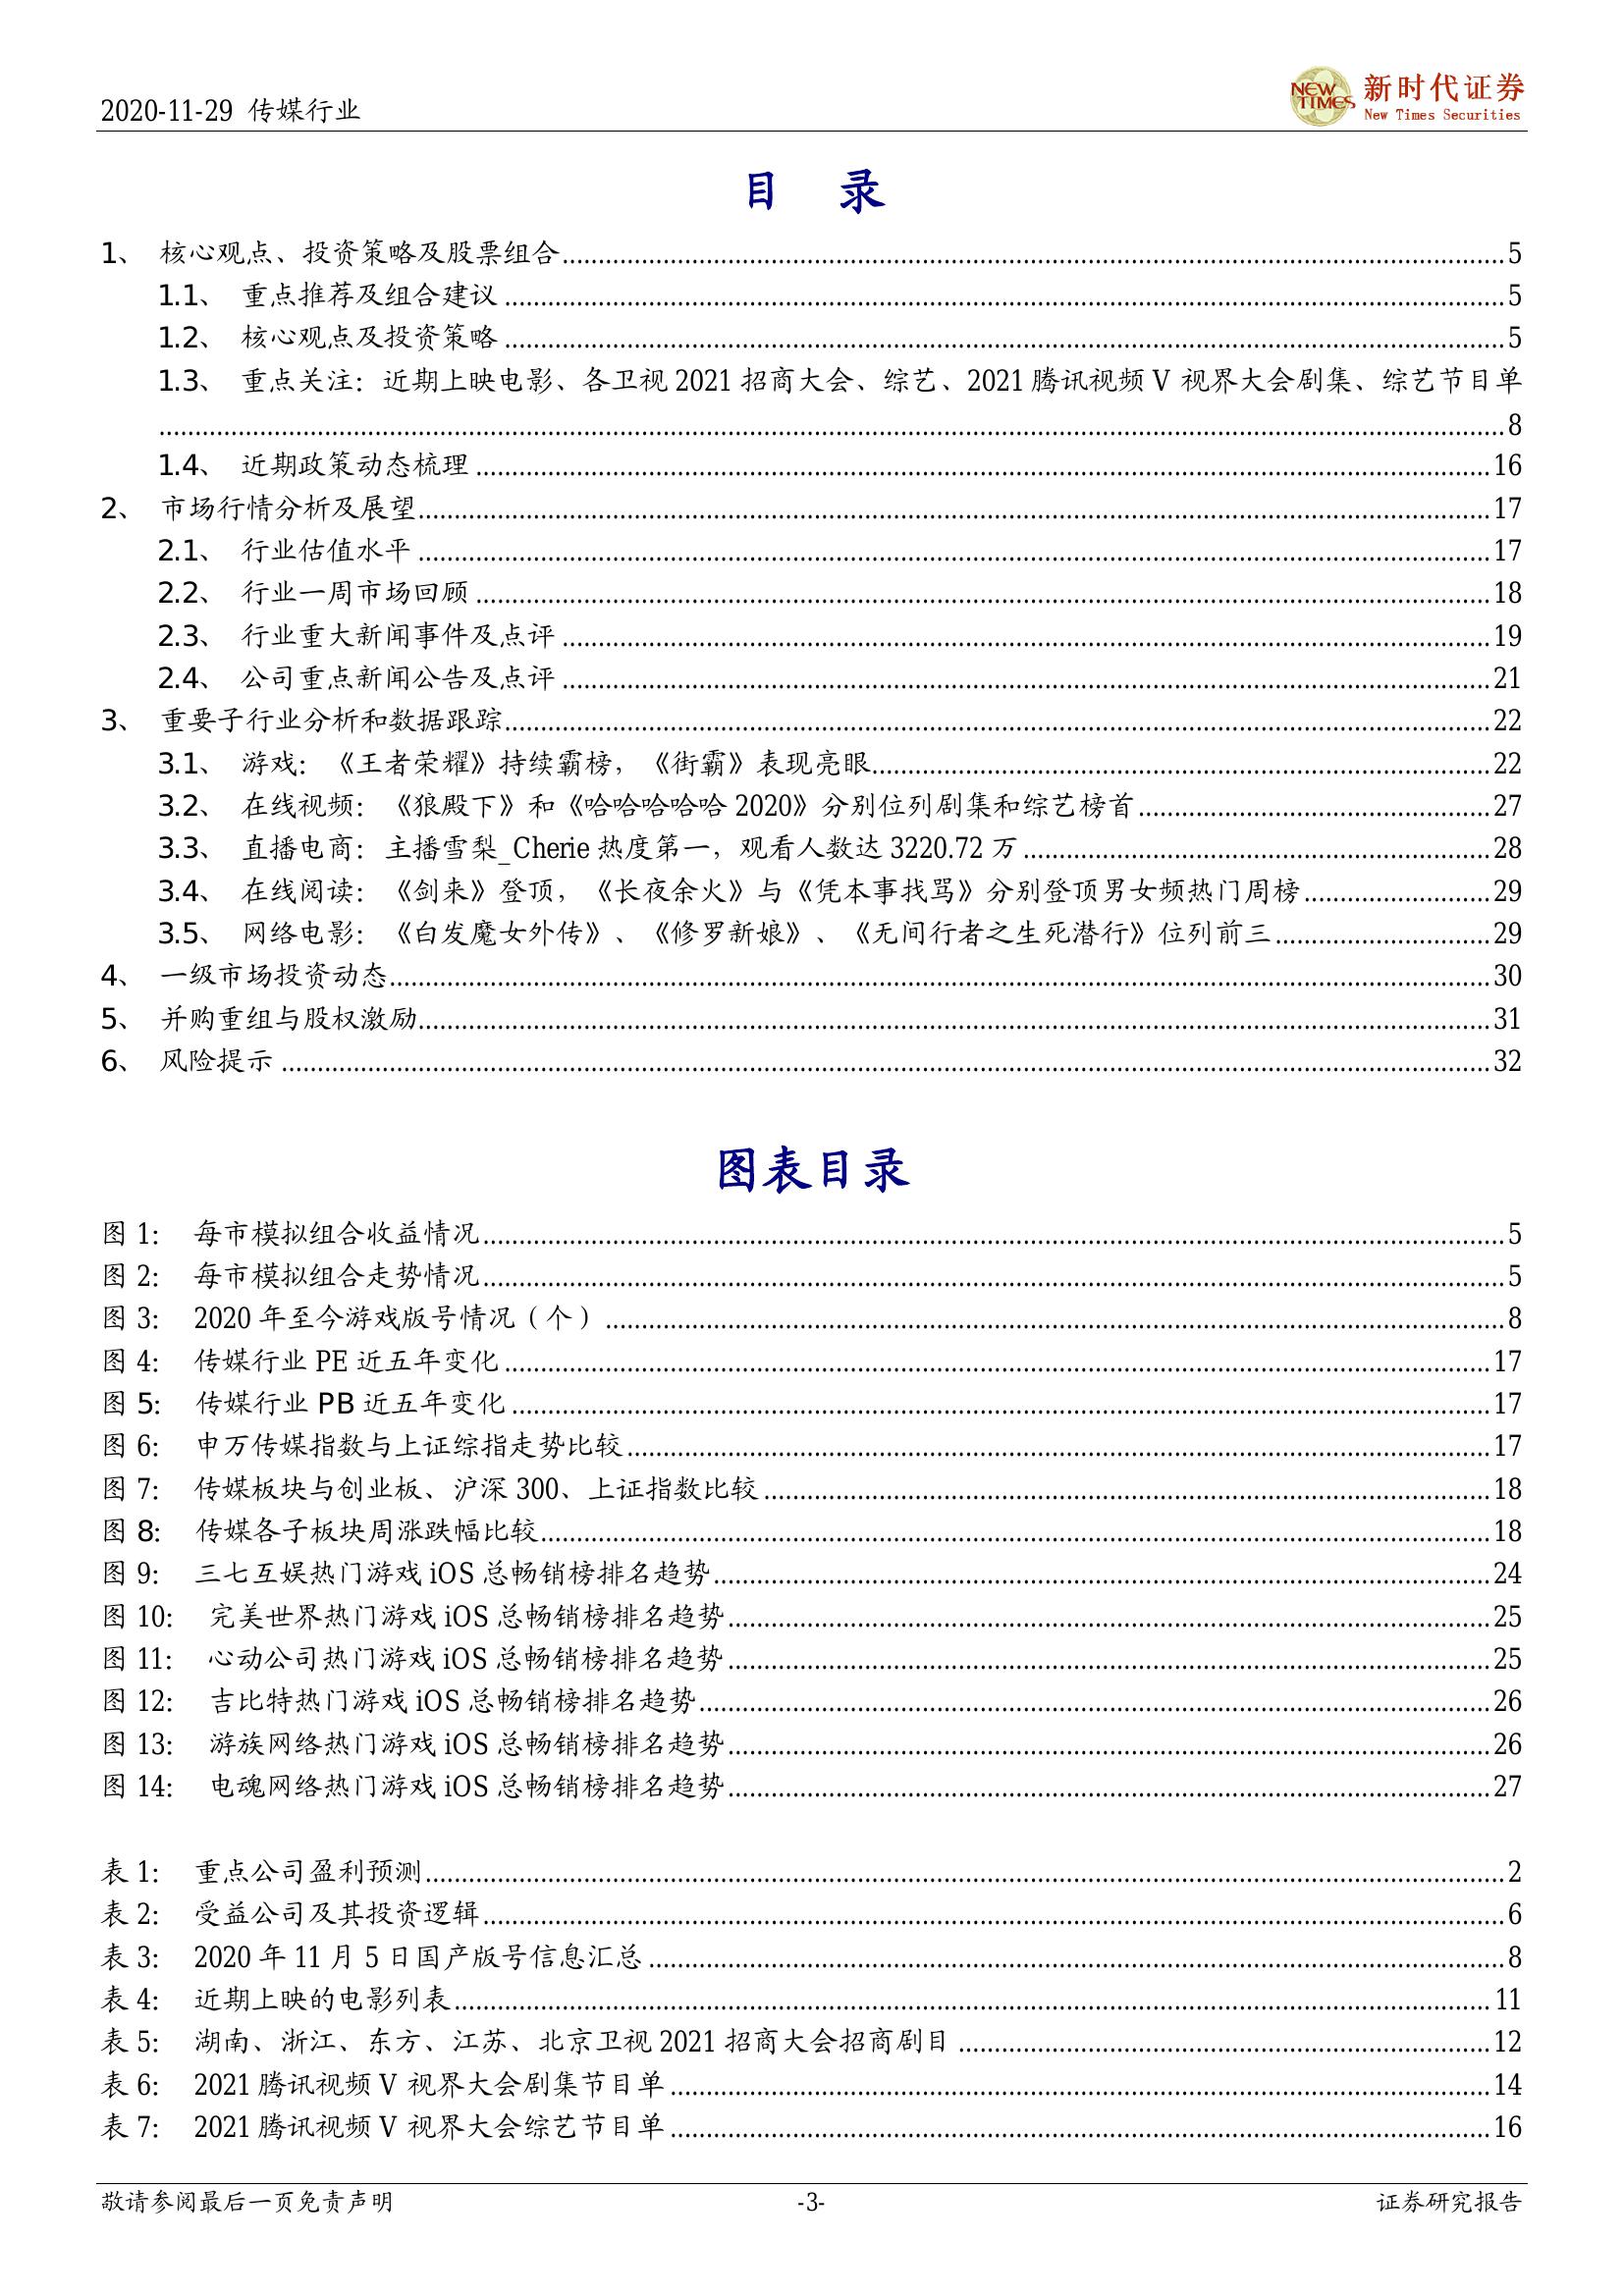 2020-11-29 传媒行业
NEW TIMES 新时代证券
New Times Securities
目 录
1、 核心观点、投资策略及股票组合 5
1.1、 重点推荐及组合建议 5
1.2、 核心观点及投资策略 5
1.3、 重点关注：近期上映电影、各卫视 2021 招商大会、综艺、2021 腾讯视频 V 视界大会剧集、综艺节目单
8
1.4、 近期政策动态梳理 16
2、 市场行情分析及展望 17
2.1、 行业估值水平 17
2.2、 行业一周市场回顾 18
2.3、 行业重大新闻事件及点评 19
2.4、 公司重点新闻公告及点评 21
3、 重要子行业分析和数据跟踪 22
3.1、 游戏：《王者荣耀》持续霸榜，《街霸》表现亮眼 22
3.2、 在线视频：《狼殿下》和《哈哈哈哈哈 2020》分别位列剧集和综艺榜首 27
3.3、 直播电商：主播雪梨_Cherie 热度第一，观看人数达 3220.72 万 28
3.4、 在线阅读：《剑来》登顶，《长夜余火》与《凭本事找骂》分别登顶男女频热门周榜 29
3.5、 网络电影：《白发魔女外传》、《修罗新娘》、《无间行者之生死潜行》位列前三 29
4、 一级市场投资动态 30
5、 并购重组与股权激励 31
6、 风险提示 32
图表目录
图 1: 每市模拟组合收益情况 5
图 2: 每市模拟组合走势情况 5
图 3: 2020 年至今游戏版号情况（个） 8
图 4: 传媒行业 PE 近五年变化 17
图 5: 传媒行业 PB 近五年变化 17
图 6: 申万传媒指数与上证综指走势比较 17
图 7: 传媒板块与创业板、沪深 300、上证指数比较 18
图 8: 传媒各子板块周涨跌幅比较 18
图 9: 三七互娱热门游戏 iOS 总畅销榜排名趋势 24
图 10: 完美世界热门游戏 iOS 总畅销榜排名趋势 25
图 11: 心动公司热门游戏 iOS 总畅销榜排名趋势 25
图 12: 吉比特热门游戏 iOS 总畅销榜排名趋势 26
图 13: 游族网络热门游戏 iOS 总畅销榜排名趋势 26
图 14: 电魂网络热门游戏 iOS 总畅销榜排名趋势 27
表 1: 重点公司盈利预测 2
表 2: 受益公司及其投资逻辑 6
表 3: 2020 年 11 月 5 日国产版号信息汇总 8
表 4: 近期上映的电影列表 11
表 5: 湖南、浙江、东方、江苏、北京卫视 2021 招商大会招商剧目 12
表 6: 2021 腾讯视频 V 视界大会剧集节目单 14
表 7: 2021 腾讯视频 V 视界大会综艺节目单 16
敬请参阅最后一页免责声明 -3- 证券研究报告